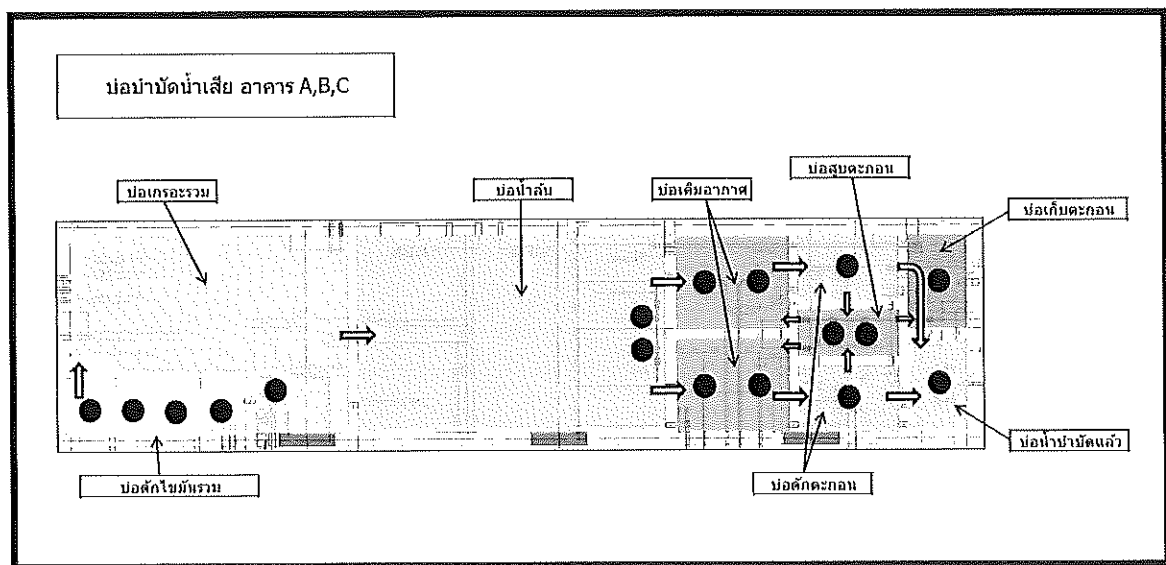 บ่อบำบัดน้ำเสีย อาคาร A,B,C
บ่อเกรอะรวม
บ่อน้ำล้น
บ่อเติมอากาศ
บ่อสูบตะกอน
บ่อเก็บตะกอน
บ่อดักไขมันรวม
บ่อดักตะกอน
บ่อน้ำบำบัดแล้ว